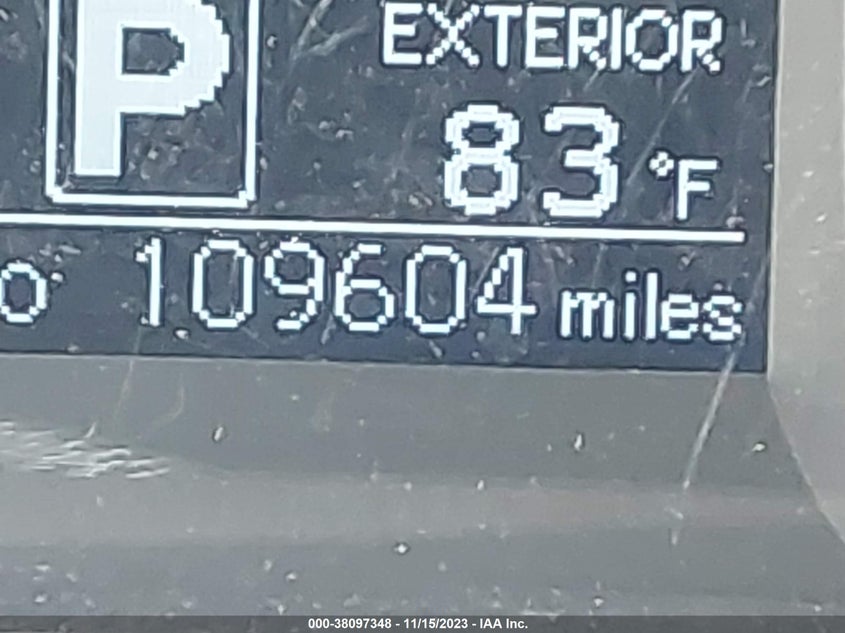 P
EXTERIOR
83 °F
109604 miles
000-38097348 - 11/15/2023 - IAA Inc.